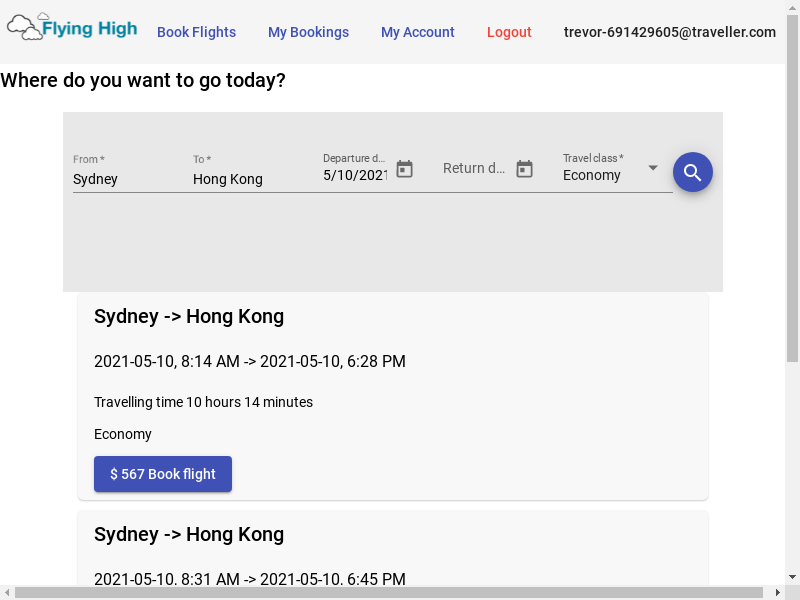 Flying High
Book Flights My Bookings My Account Logout trevor-691429605@traveller.com
Where do you want to go today?
From * To * Departure d... Travel class *
Sydney Hong Kong 5/10/2021 Return d... Economy
Sydney -> Hong Kong
2021-05-10, 8:14 AM -> 2021-05-10, 6:28 PM
Travelling time 10 hours 14 minutes
Economy
$ 567 Book flight
Sydney -> Hong Kong
2021-05-10, 8:31 AM -> 2021-05-10, 6:45 PM